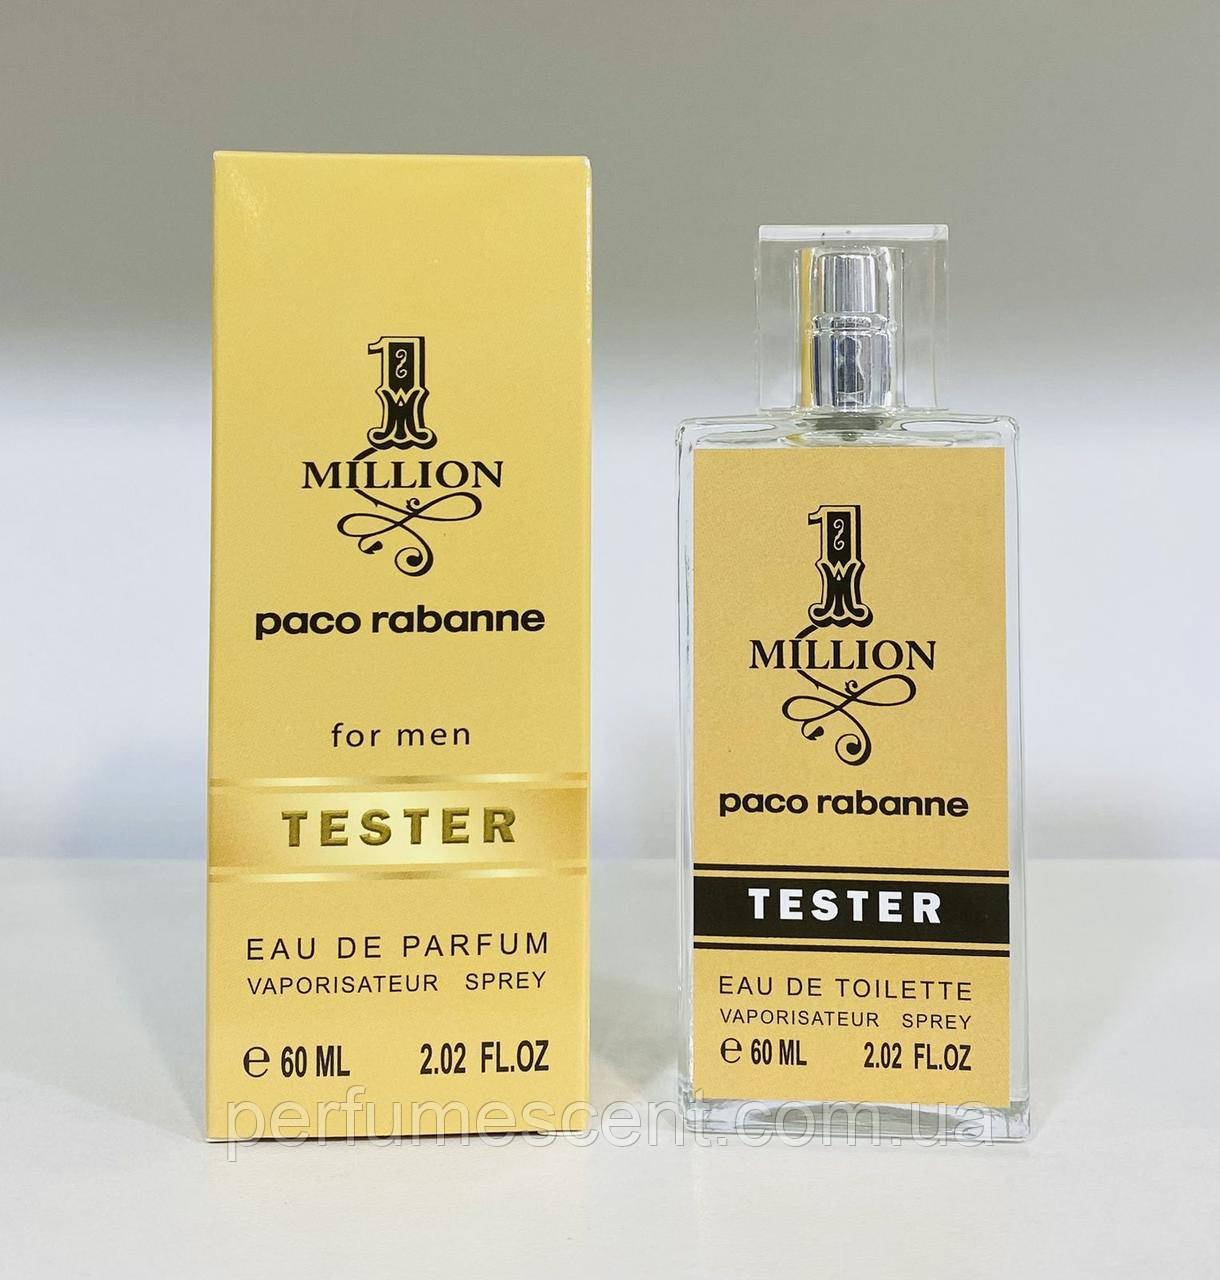 1
MILLION
paco rabanne
for men
TESTER
EAU DE PARFUM
VAPORISATEUR SPREY
e 60 ML 2.02 FL.OZ
1
MILLION
paco rabanne
TESTER
EAU DE TOILETTE
VAPORISATEUR SPREY
e 60 ML 2.02 FL.OZ
perfumescent.com.ua